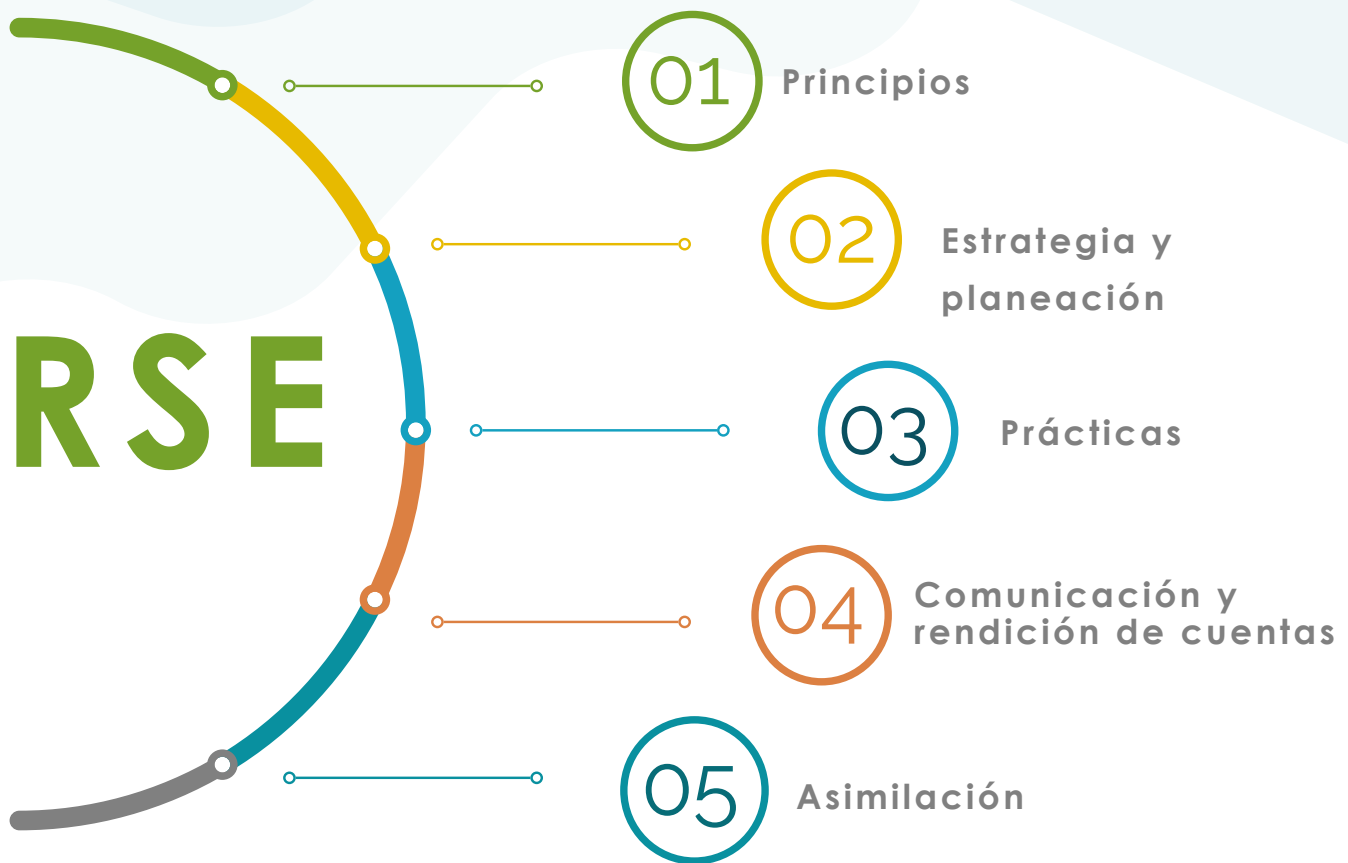 RSE
01
Principios
02
Estrategia y
planeación
03
Prácticas
04
Comunicación y
rendición de cuentas
05
Asimilación